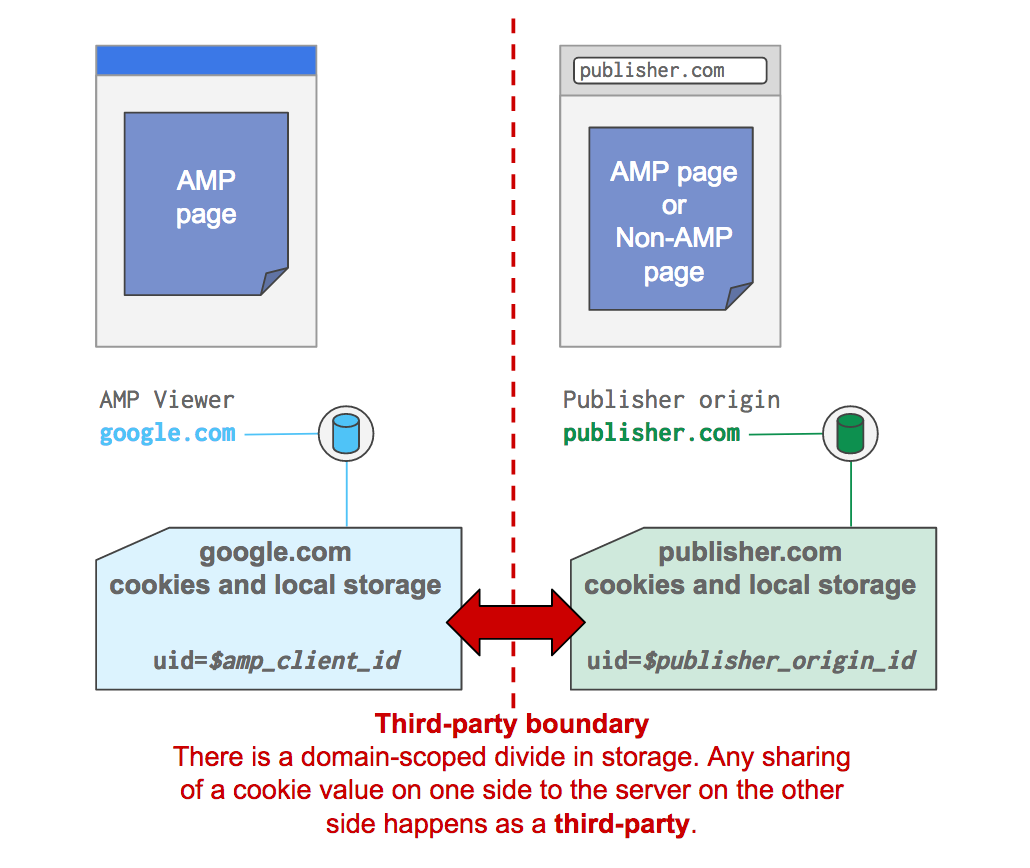 publisher.com
AMP
page
AMP page
or
Non-AMP
page
AMP Viewer
google.com
Publisher origin
publisher.com
google.com
cookies and local storage
uid=$amp_client_id
publisher.com
cookies and local storage
uid=$publisher_origin_id
Third-party boundary
There is a domain-scoped divide in storage. Any sharing
of a cookie value on one side to the server on the other
side happens as a third-party.